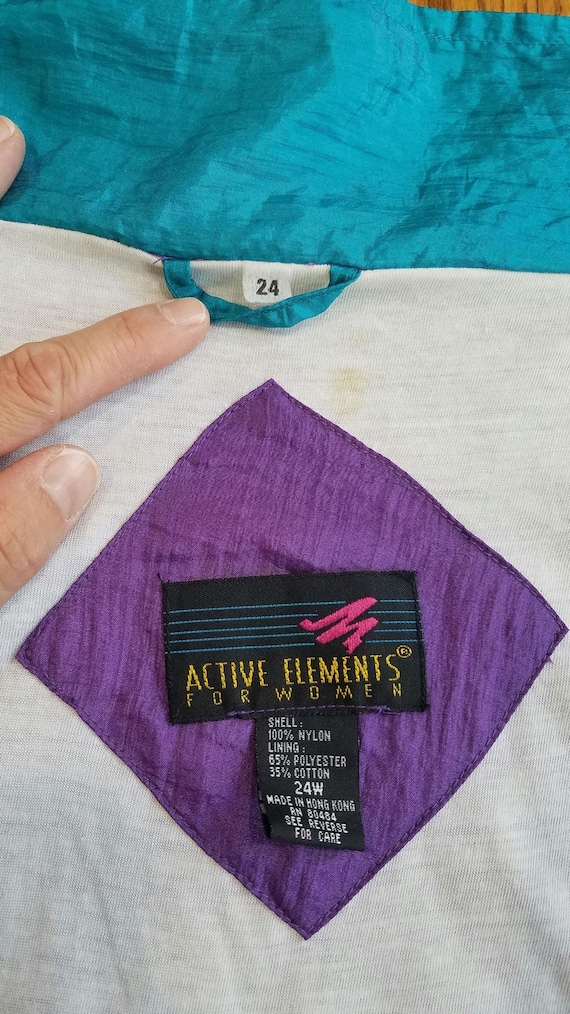 24
ACTIVE ELEMENTS®
FOR WOMEN
SHELL:
100% NYLON
LINING:
65% POLYESTER
35% COTTON
24W
MADE IN HONG KONG
RN 80484
SEE REVERSE
FOR CARE